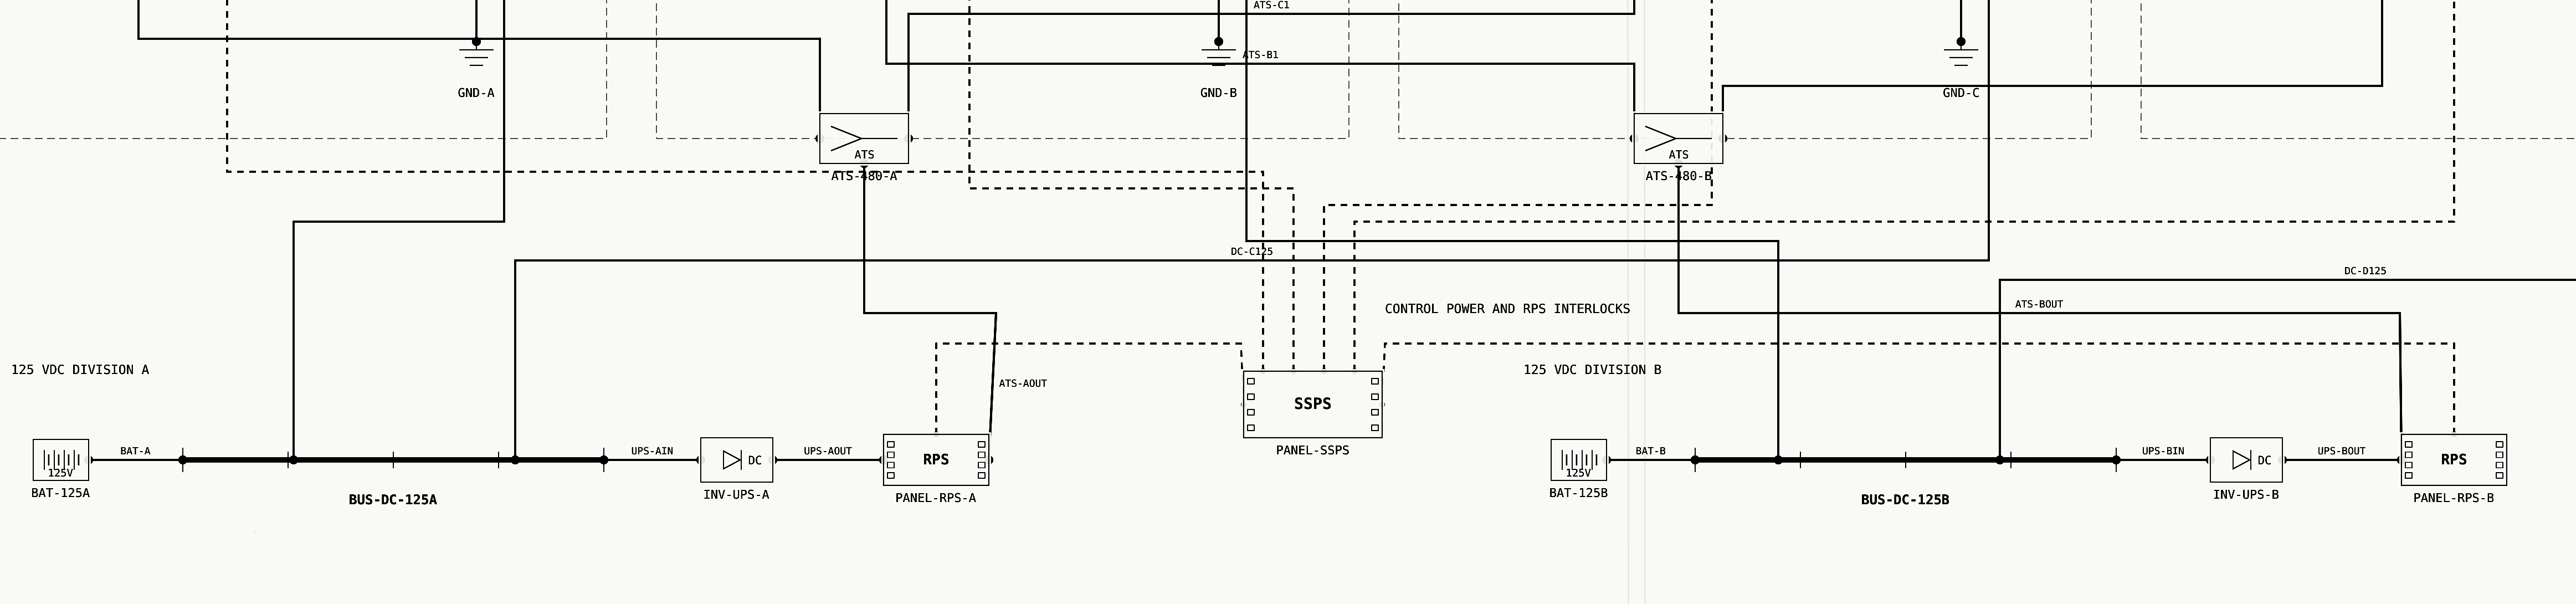 ATS-C1
ATS-B1
GND-A
GND-B
GND-C
ATS
ATS-480-A
ATS
ATS-480-B
DC-C125
DC-D125
ATS-BOUT
CONTROL POWER AND RPS INTERLOCKS
125 VDC DIVISION A
125 VDC DIVISION B
ATS-AOUT
SSPS
PANEL-SSPS
BAT-A
UPS-AIN
UPS-AOUT
125V
DC
RPS
BAT-125A
BUS-DC-125A
INV-UPS-A
PANEL-RPS-A
BAT-B
UPS-BIN
UPS-BOUT
125V
DC
RPS
BAT-125B
BUS-DC-125B
INV-UPS-B
PANEL-RPS-B